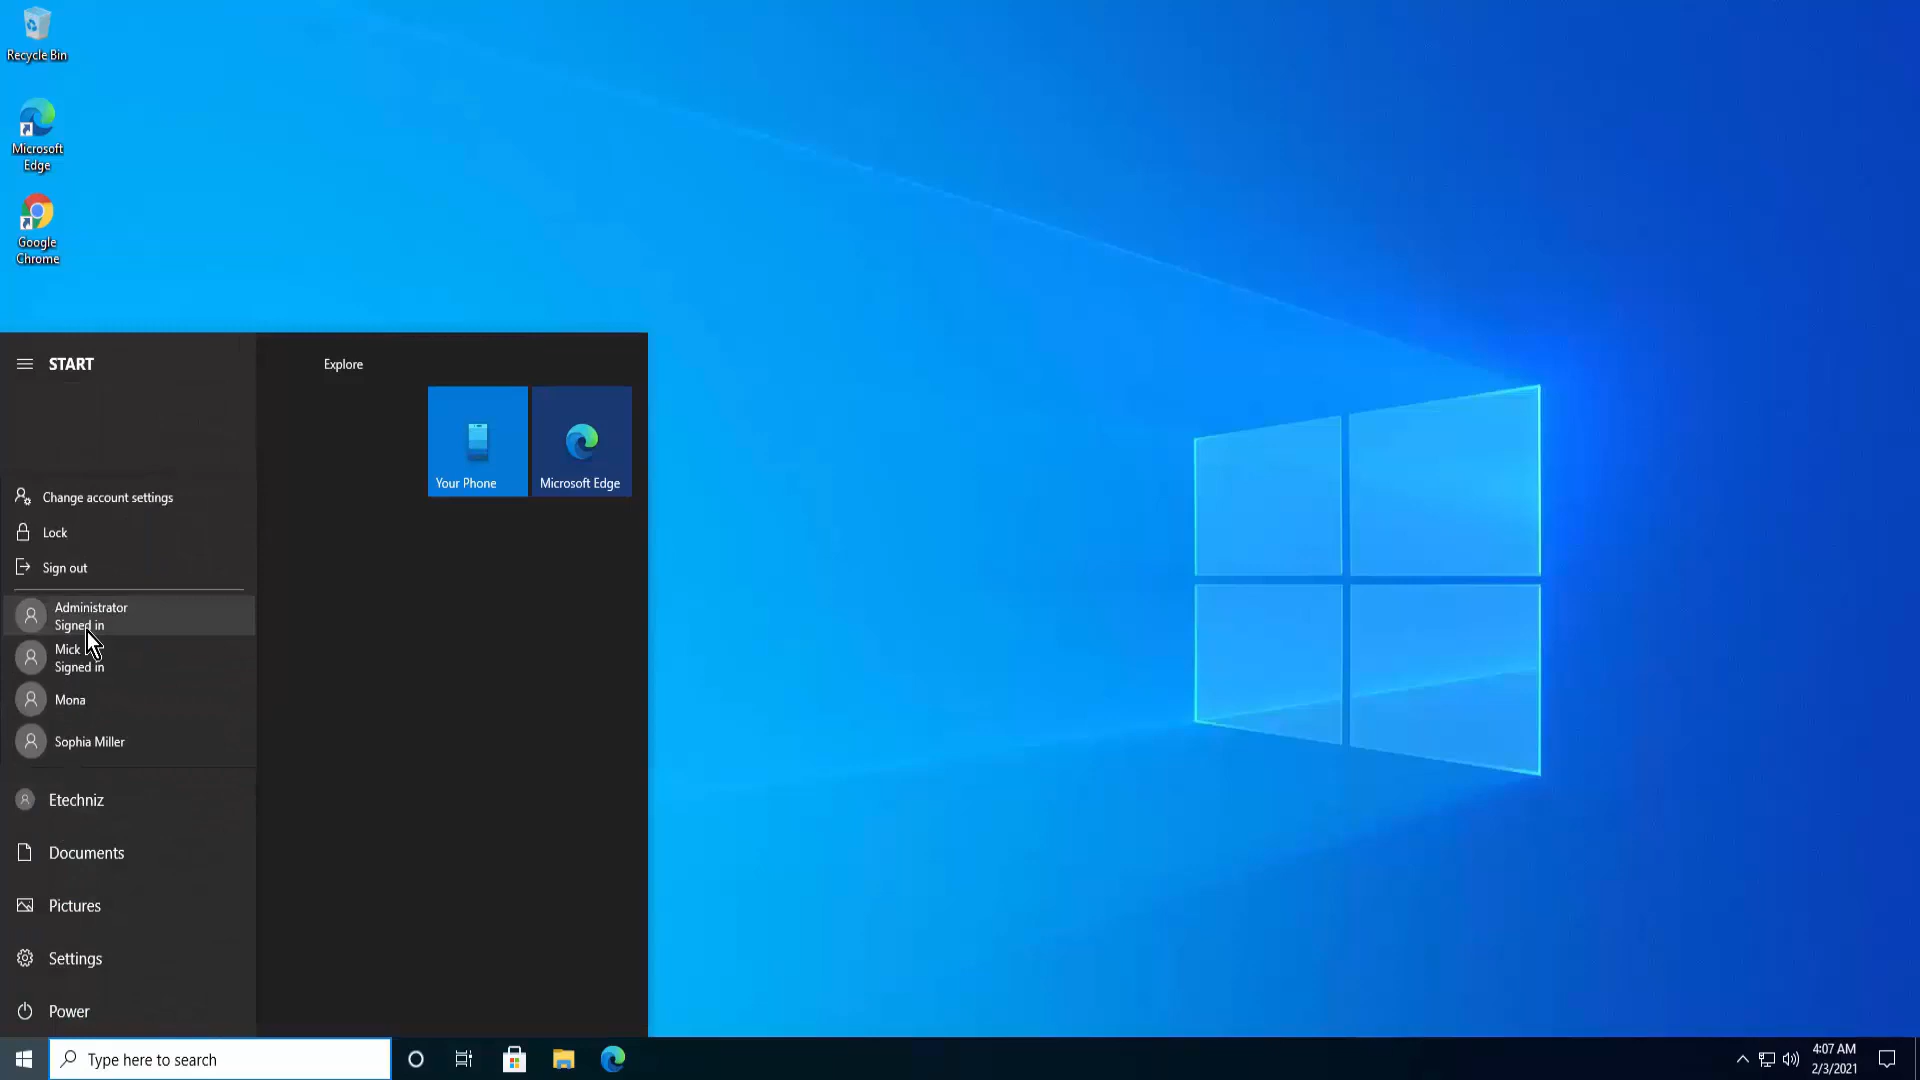 Recycle Bin
Microsoft
Edge
Google
Chrome
START
Explore
Your Phone
Microsoft Edge
Change account settings
Lock
Sign out
Administrator
Signed in
Mick
Signed in
Mona
Sophia Miller
Etechniz
Documents
Pictures
Settings
Power
Type here to search
4:07 AM
2/3/2021